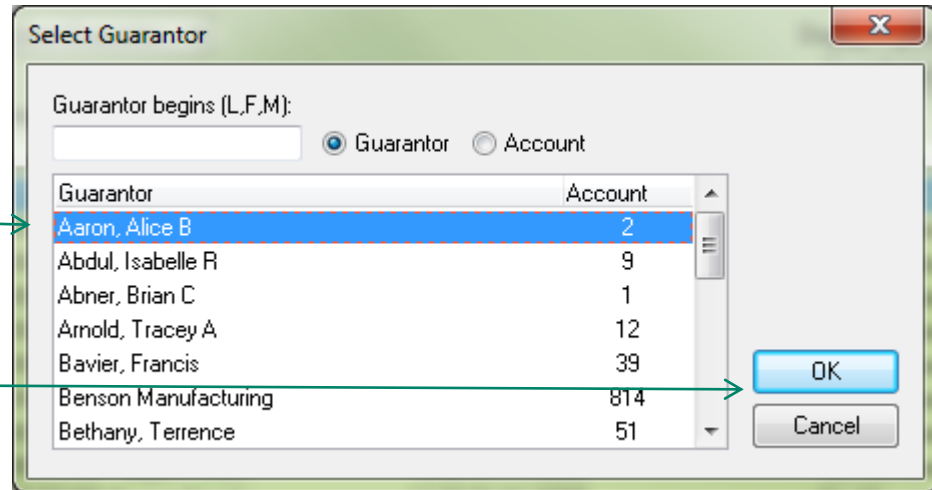 Select Guarantor
Guarantor begins (L,F,M):
Guarantor Account
Guarantor Account
Aaron, Alice B 2
Abdul, Isabelle R 9
Abner, Brian C 1
Arnold, Tracey A 12
Bavier, Francis 39
Benson Manufacturing 814
Bethany, Terrence 51
OK
Cancel